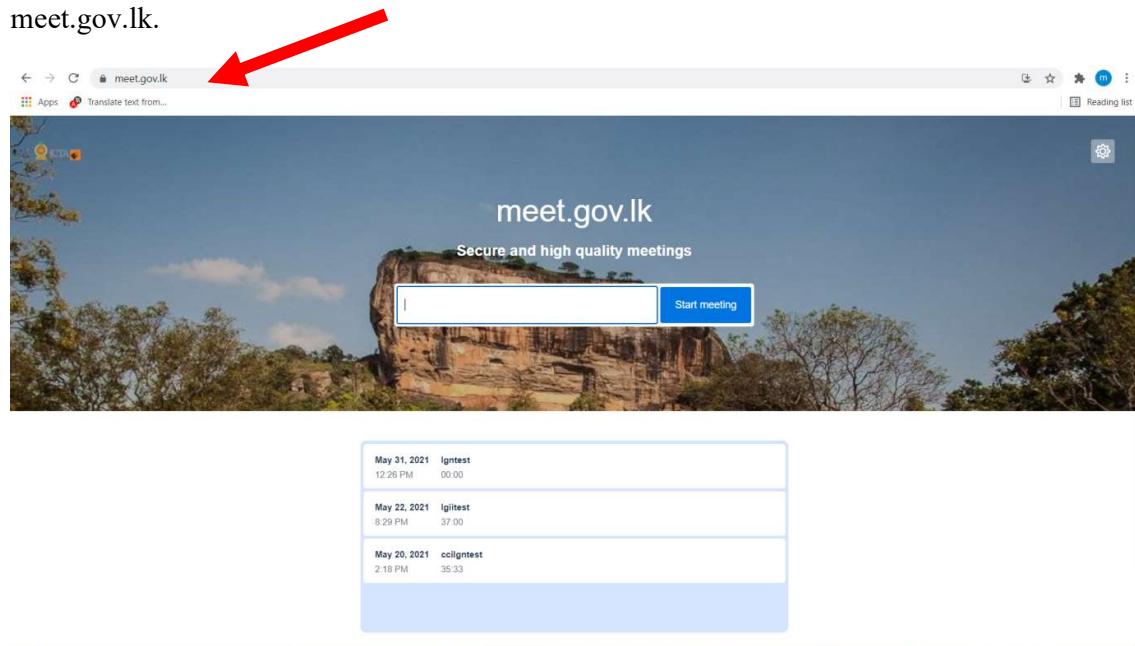 meet.gov.lk.
meet.gov.lk
Apps Translate text from... Reading list
ICTA
meet.gov.lk
Secure and high quality meetings
Start meeting
May 31, 2021 lgntest
12:26 PM 00:00
May 22, 2021 lgiitest
8:29 PM 37:00
May 20, 2021 ccilgntest
2:18 PM 35:33